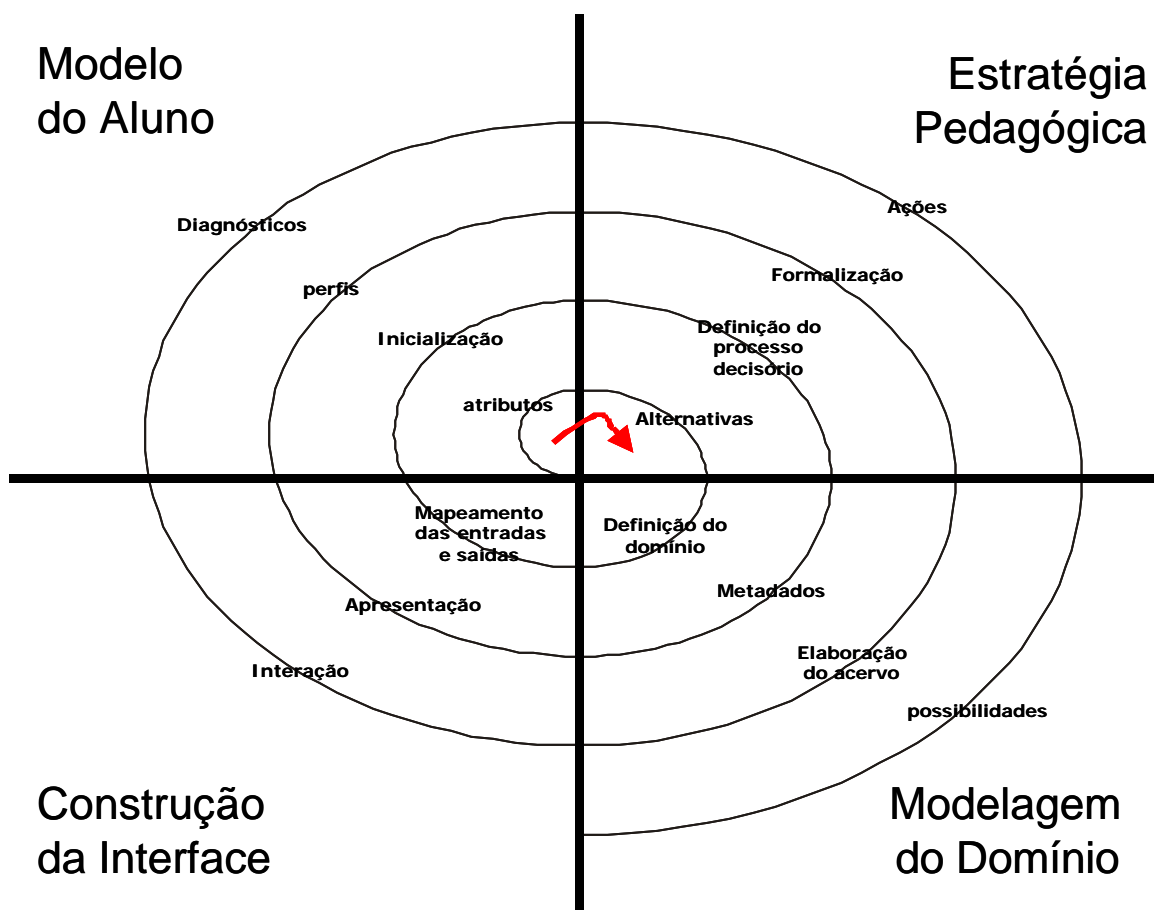 Modelo
do Aluno
Estratégia
Pedagógica
Diagnósticos
Ações
perfis
Formalização
Inicialização
Definição do
processo
decisório
atributos
Alternativas
Mapeamento
das entradas
e saídas
Definição do
domínio
Apresentação
Metadados
Interação
Elaboração
do acervo
possibilidades
Construção
da Interface
Modelagem
do Domínio